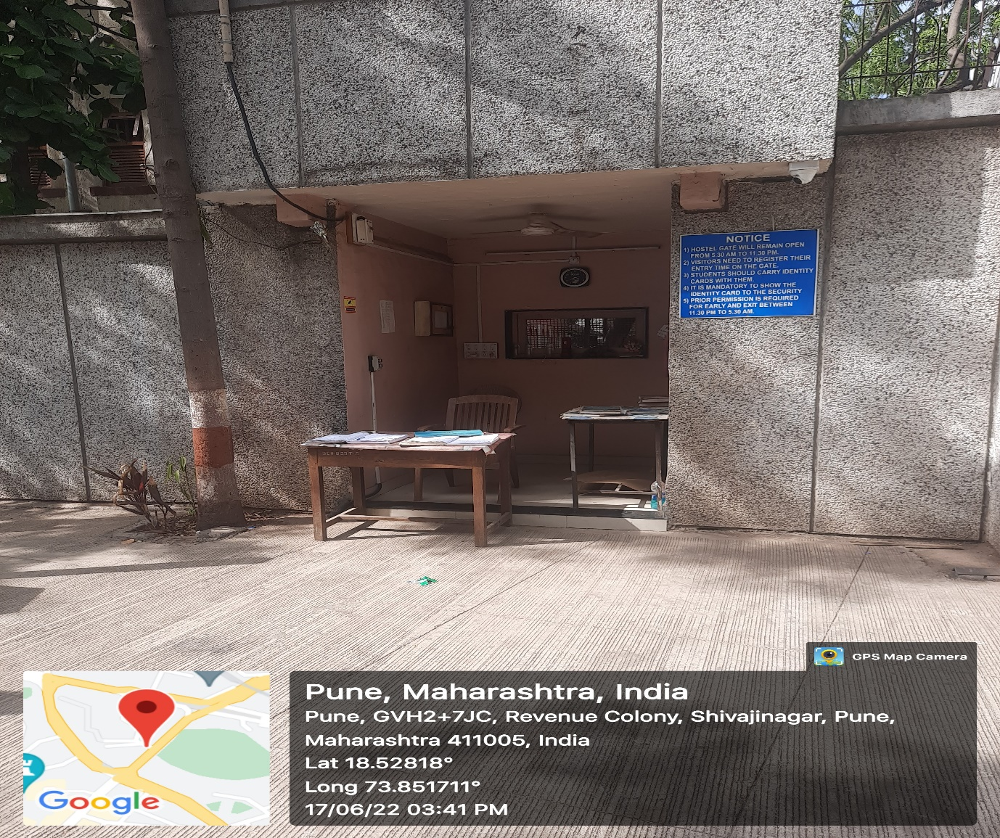 NOTICE
1) HOSTEL GATE WILL REMAIN OPEN
FROM 5.30 AM TO 11.30 PM.
2) VISITORS NEED TO REGISTER THEIR
ENTRY TIME ON THE GATE.
3) STUDENTS SHOULD CARRY IDENTITY
CARDS WITH THEM.
4) IT IS MANDATORY TO SHOW THE
IDENTITY CARD TO THE SECURITY
5) PRIOR PERMISSION IS REQUIRED
FOR EARLY AND EXIT BETWEEN
11.30 PM TO 5.30 AM.
GPS Map Camera
Pune, Maharashtra, India
Pune, GVH2+7JC, Revenue Colony, Shivajinagar, Pune,
Maharashtra 411005, India
Lat 18.52818°
Long 73.851711°
17/06/22 03:41 PM
Google